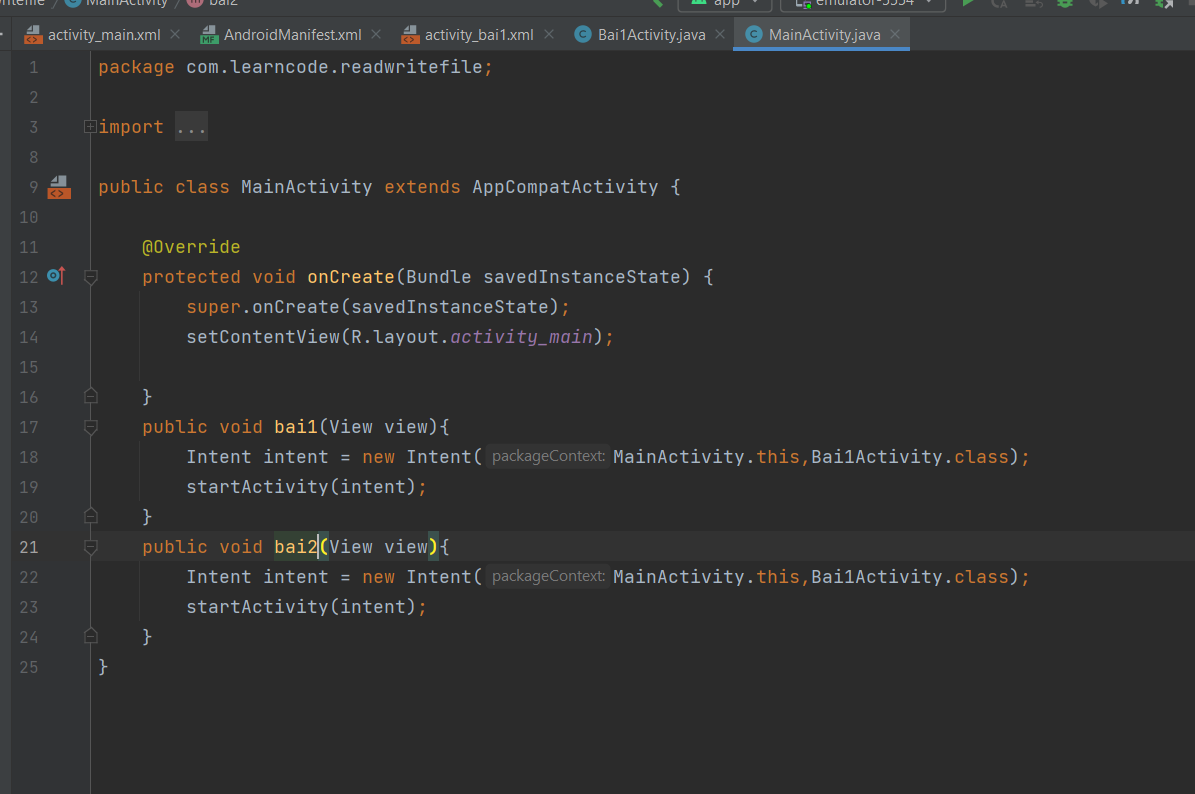 MainActivity bai2 app emulator-5554
activity_main.xml AndroidManifest.xml activity_bai1.xml Bai1Activity.java MainActivity.java
1 package com.learncode.readwritefile;
2
3 import ...
8
9 public class MainActivity extends AppCompatActivity {
10
11 @Override
12 protected void onCreate(Bundle savedInstanceState) {
13 super.onCreate(savedInstanceState);
14 setContentView(R.layout.activity_main);
15
16 }
17 public void bai1(View view){
18 Intent intent = new Intent( packageContext: MainActivity.this,Bai1Activity.class);
19 startActivity(intent);
20 }
21 public void bai2(View view){
22 Intent intent = new Intent( packageContext: MainActivity.this,Bai1Activity.class);
23 startActivity(intent);
24 }
25 }